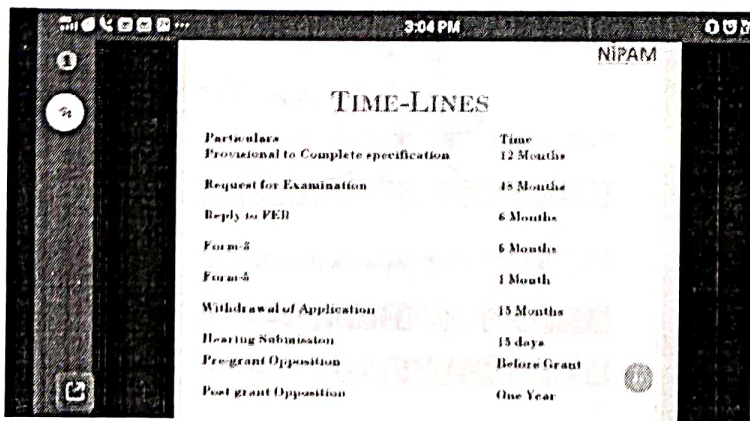 3:04 PM
NIPAM
TIME-LINES
Particulars Time
Provisional to Complete specification 12 Months
Request for Examination 48 Months
Reply to FER 6 Months
Form-3 6 Months
Form-5 1 Month
Withdrawal of Application 15 Months
Hearing Submission 15 days
Pre-grant Opposition Before Grant
Post grant Opposition One Year